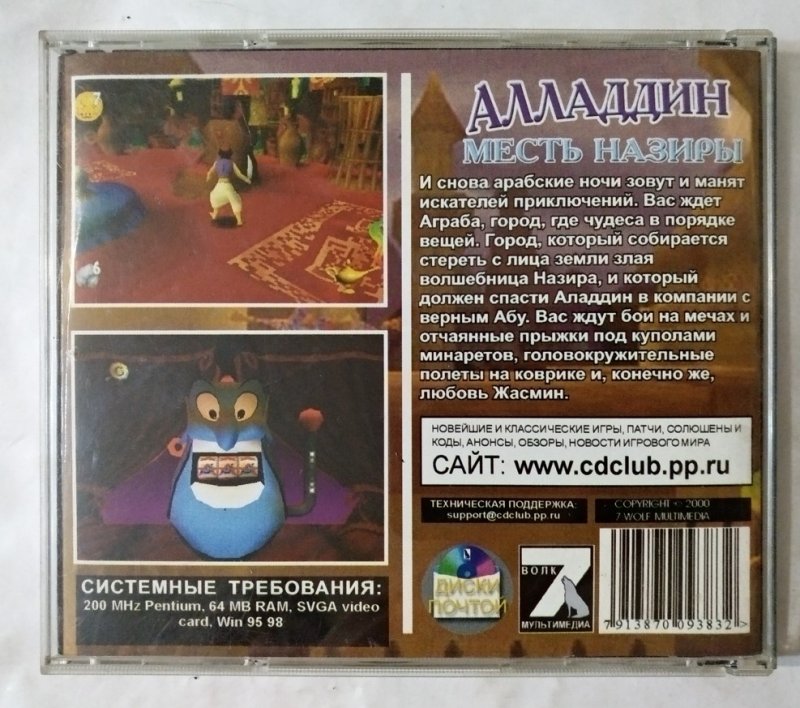 АЛЛАДДИН
МЕСТЬ НАЗИРЫ
И снова арабские ночи зовут и манят
искателей приключений. Вас ждет
Аграба, город, где чудеса в порядке
вещей. Город, который собирается
стереть с лица земли злая
волшебница Назира, и который
должен спасти Аладдин в компании с
верным Абу. Вас ждут бои на мечах и
отчаянные прыжки под куполами
минаретов, головокружительные
полеты на коврике и, конечно же,
любовь Жасмин.
НОВЕЙШИЕ И КЛАССИЧЕСКИЕ ИГРЫ, ПАТЧИ, СОЛЮШЕНЫ И
КОДЫ, АНОНСЫ, ОБЗОРЫ, НОВОСТИ ИГРОВОГО МИРА
САЙТ: www.cdclub.pp.ru
ТЕХНИЧЕСКАЯ ПОДДЕРЖКА:
support@cdclub.pp.ru
COPYRIGHT © 2000
7 WOLF MULTIMEDIA
ДИСКИ
ПОЧТОЙ
7
ВОЛК
МУЛЬТИМЕДИА
7913870 093832 >
СИСТЕМНЫЕ ТРЕБОВАНИЯ:
200 MHz Pentium, 64 MB RAM, SVGA video
card, Win 95 98
7
6